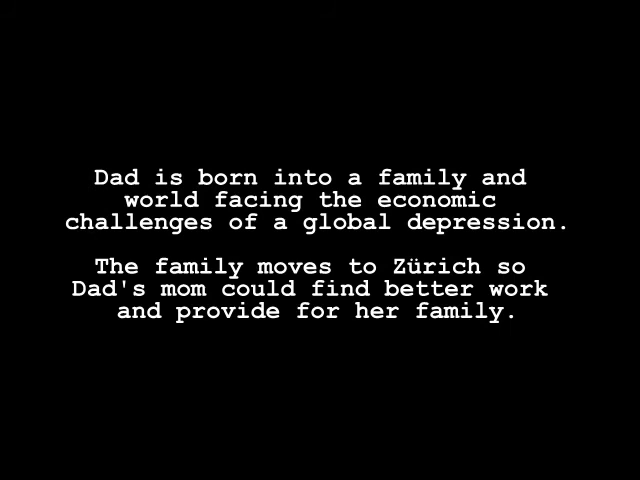 Dad is born into a family and
world facing the economic
challenges of a global depression.
The family moves to Zürich so
Dad's mom could find better work
and provide for her family.